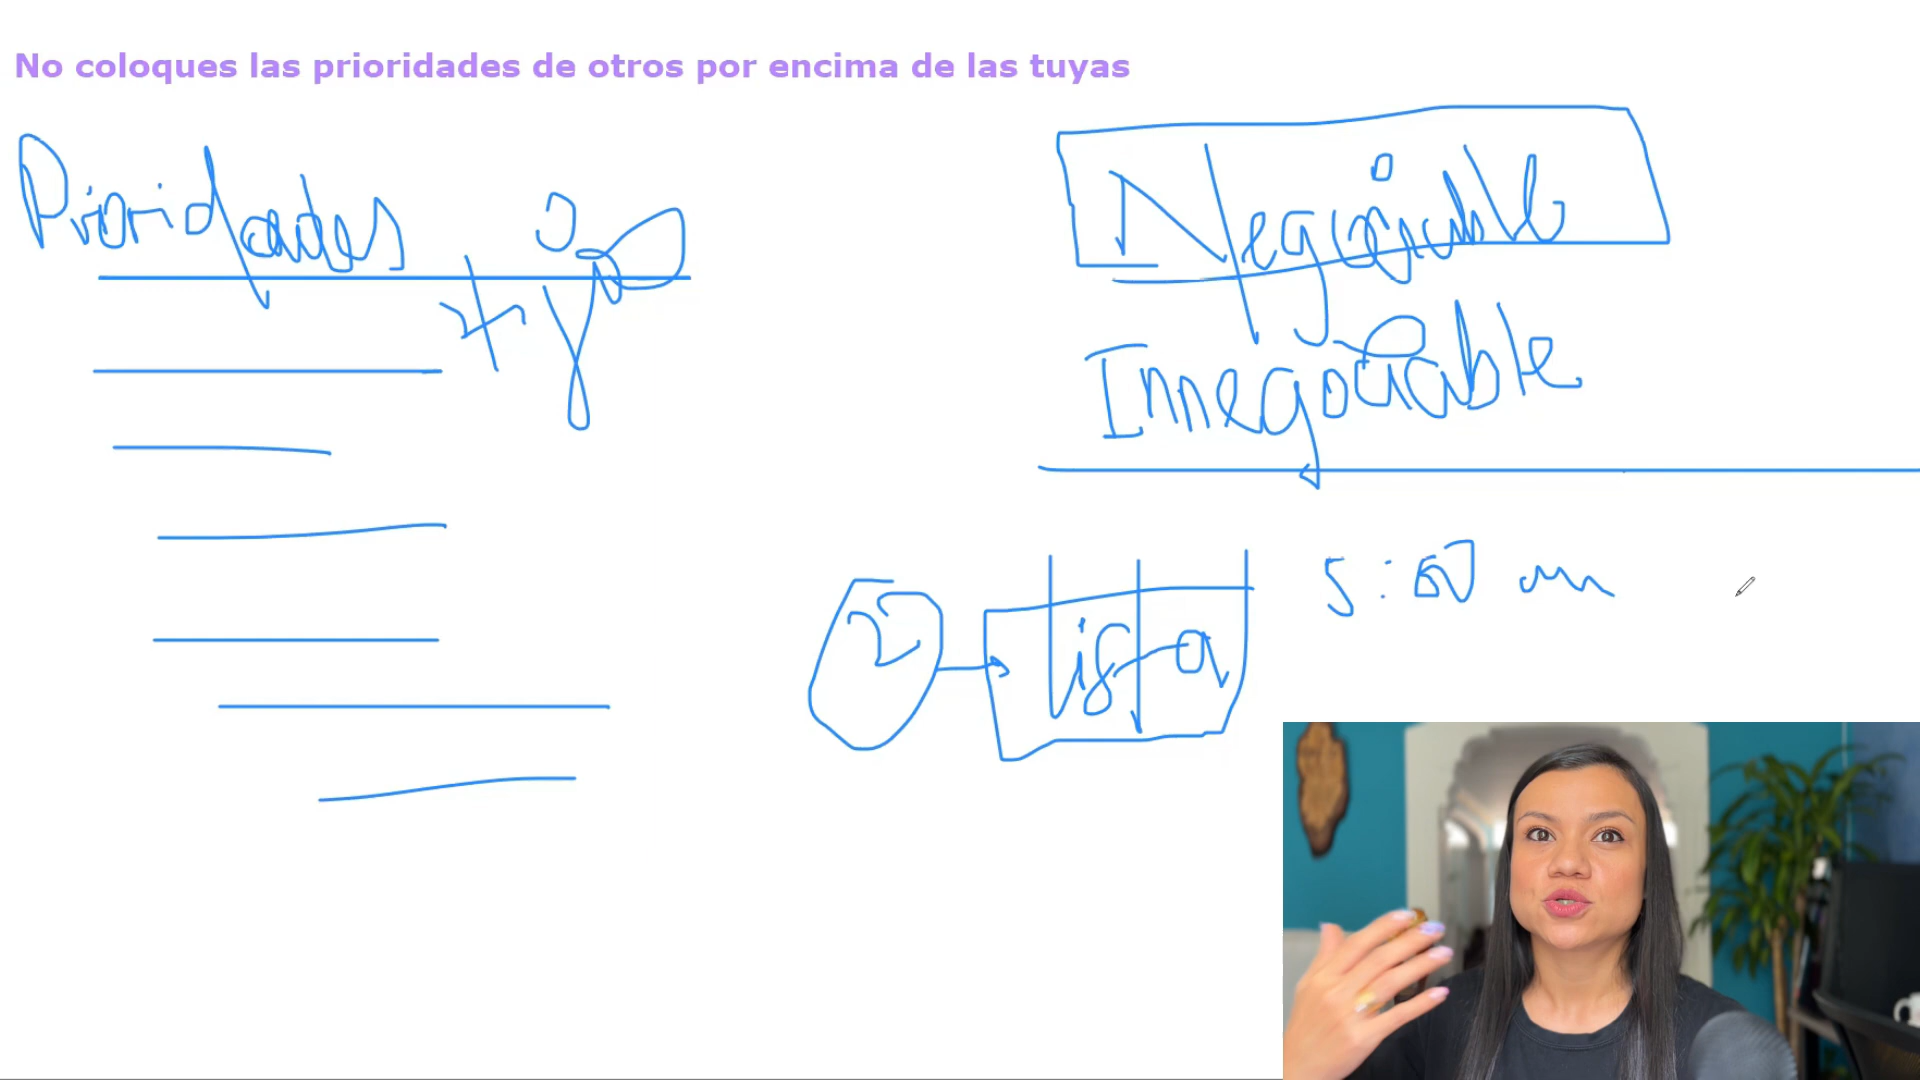 No coloques las prioridades de otros por encima de las tuyas
Prioridades
Negociable
Innegociable
2
lista
5:00 am